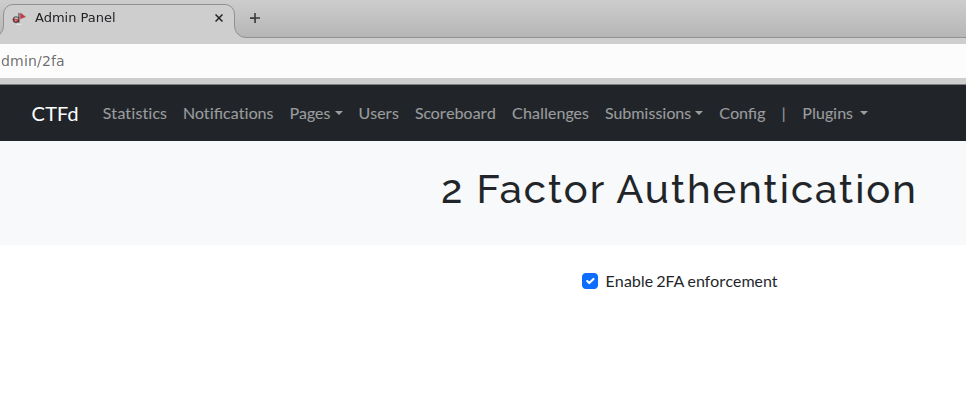 Admin Panel
dmin/2fa
CTFd Statistics Notifications Pages Users Scoreboard Challenges Submissions Config | Plugins
2 Factor Authentication
Enable 2FA enforcement